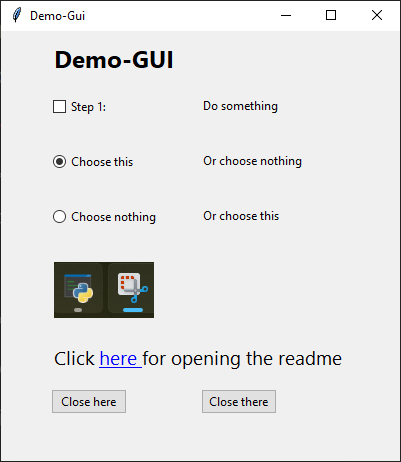 Demo-Gui
Demo-GUI
Step 1: Do something
Choose this Or choose nothing
Choose nothing Or choose this
Click here for opening the readme
Close here Close there